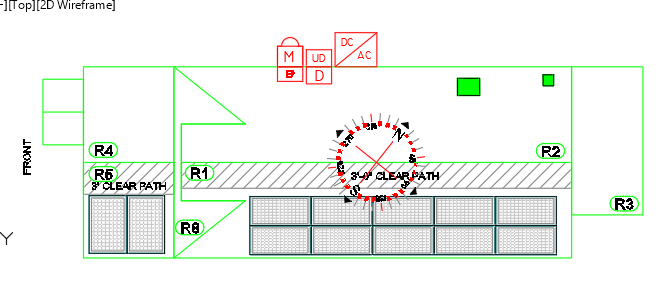 ][Top][2D Wireframe]
DC
AC
M
UD
D
R4
R2
FRONT
R5
R1
3' CLEAR PATH
3'-0" CLEAR PATH
N
S
R3
Y